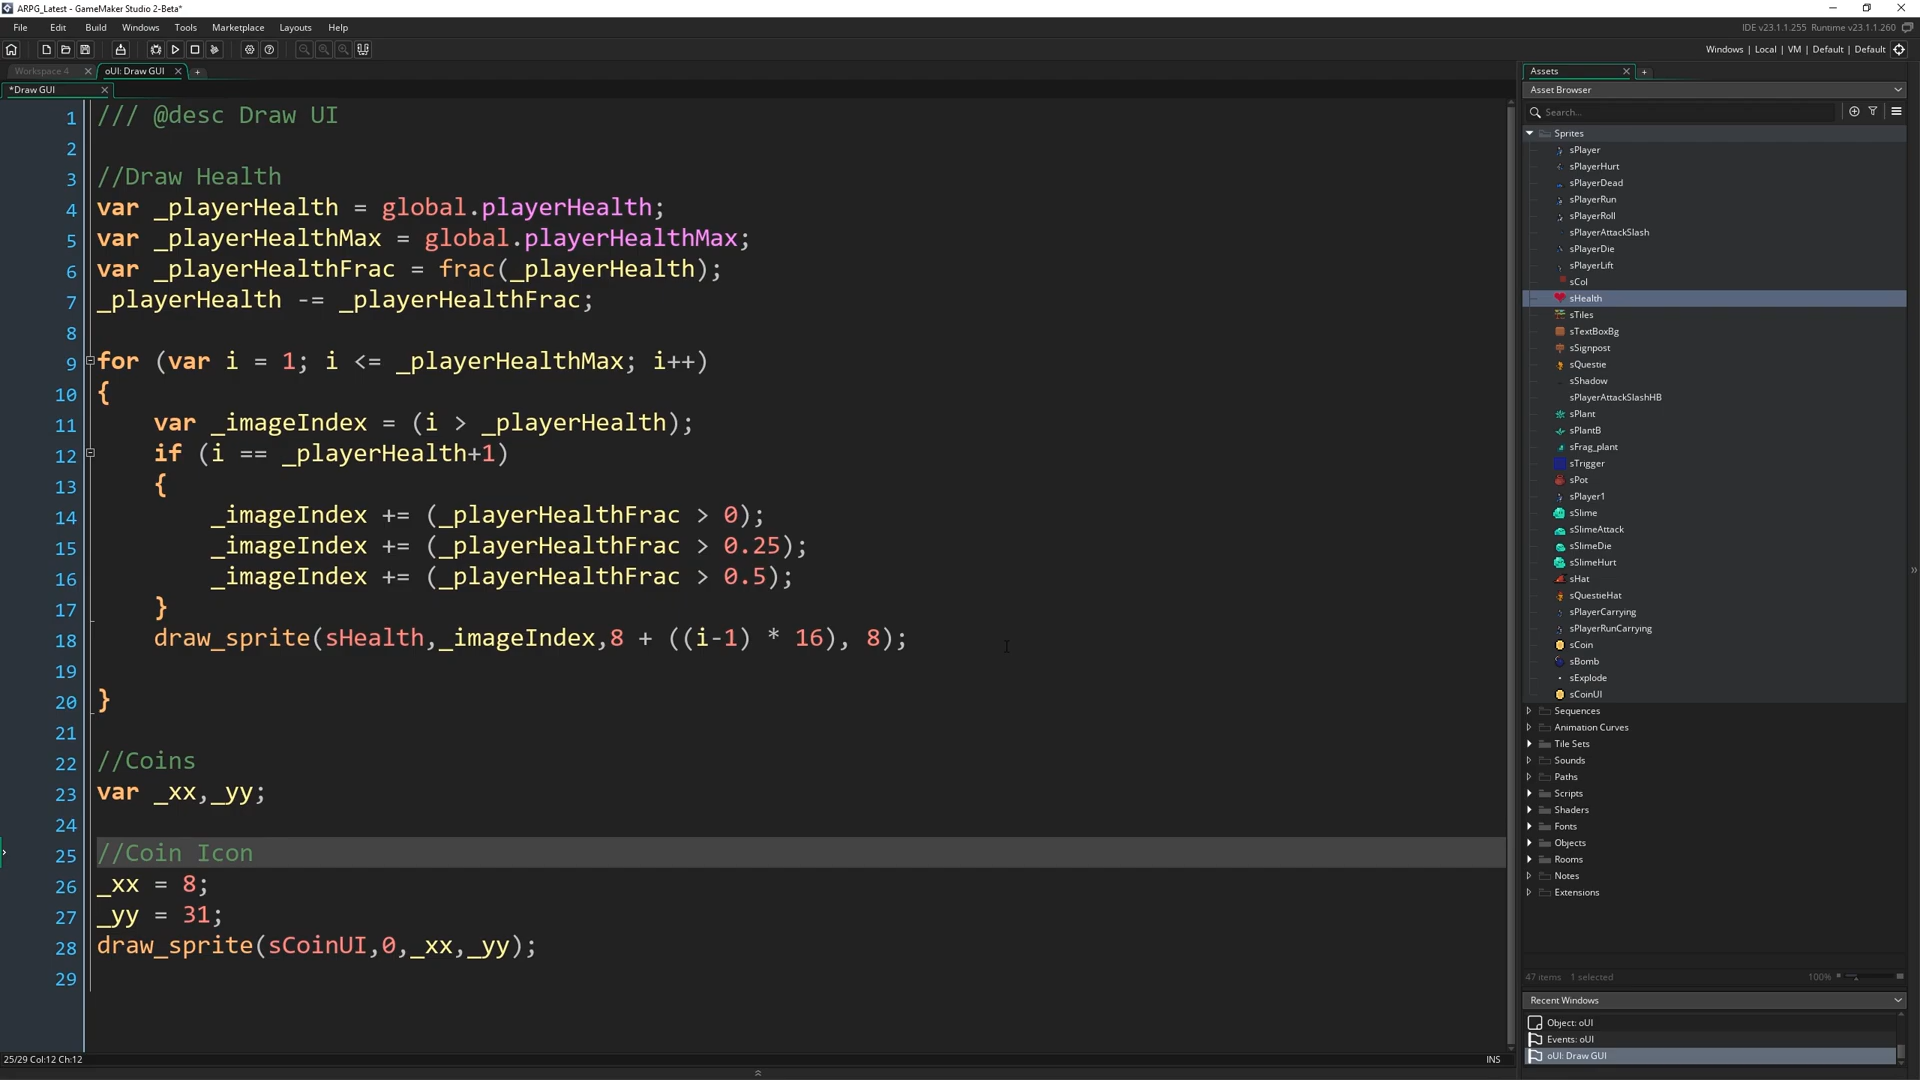 ARPG_Latest - GameMaker Studio 2-Beta*
File Edit Build Windows Tools Marketplace Layouts Help
IDE v23.1.1.255 Runtime v23.1.1.260
Windows | Local | VM | Default | Default
Workspace 4
oUI: Draw GUI
*Draw GUI
1 /// @desc Draw UI
2
3 //Draw Health
4 var _playerHealth = global.playerHealth;
5 var _playerHealthMax = global.playerHealthMax;
6 var _playerHealthFrac = frac(_playerHealth);
7 _playerHealth -= _playerHealthFrac;
8
9 for (var i = 1; i <= _playerHealthMax; i++)
10 {
11 var _imageIndex = (i > _playerHealth);
12 if (i == _playerHealth+1)
13 {
14 _imageIndex += (_playerHealthFrac > 0);
15 _imageIndex += (_playerHealthFrac > 0.25);
16 _imageIndex += (_playerHealthFrac > 0.5);
17 }
18 draw_sprite(sHealth,_imageIndex,8 + ((i-1) * 16), 8);
19
20 }
21
22 //Coins
23 var _xx,_yy;
24
25 //Coin Icon
26 _xx = 8;
27 _yy = 31;
28 draw_sprite(sCoinUI,0,_xx,_yy);
29
25/29 Col:12 Ch:12
INS
Assets
Asset Browser
Search...
Sprites
sPlayer
sPlayerHurt
sPlayerDead
sPlayerRun
sPlayerRoll
sPlayerAttackSlash
sPlayerDie
sPlayerLift
sCol
sHealth
sTiles
sTextBoxBg
sSignpost
sQuestie
sShadow
sPlayerAttackSlashHB
sPlant
sPlantB
sFrag_plant
sTrigger
sPot
sPlayer1
sSlime
sSlimeAttack
sSlimeDie
sSlimeHurt
sHat
sQuestieHat
sPlayerCarrying
sPlayerRunCarrying
sCoin
sBomb
sExplode
sCoinUI
Sequences
Animation Curves
Tile Sets
Sounds
Paths
Scripts
Shaders
Fonts
Objects
Rooms
Notes
Extensions
47 items 1 selected
100%
Recent Windows
Object: oUI
Events: oUI
oUI: Draw GUI